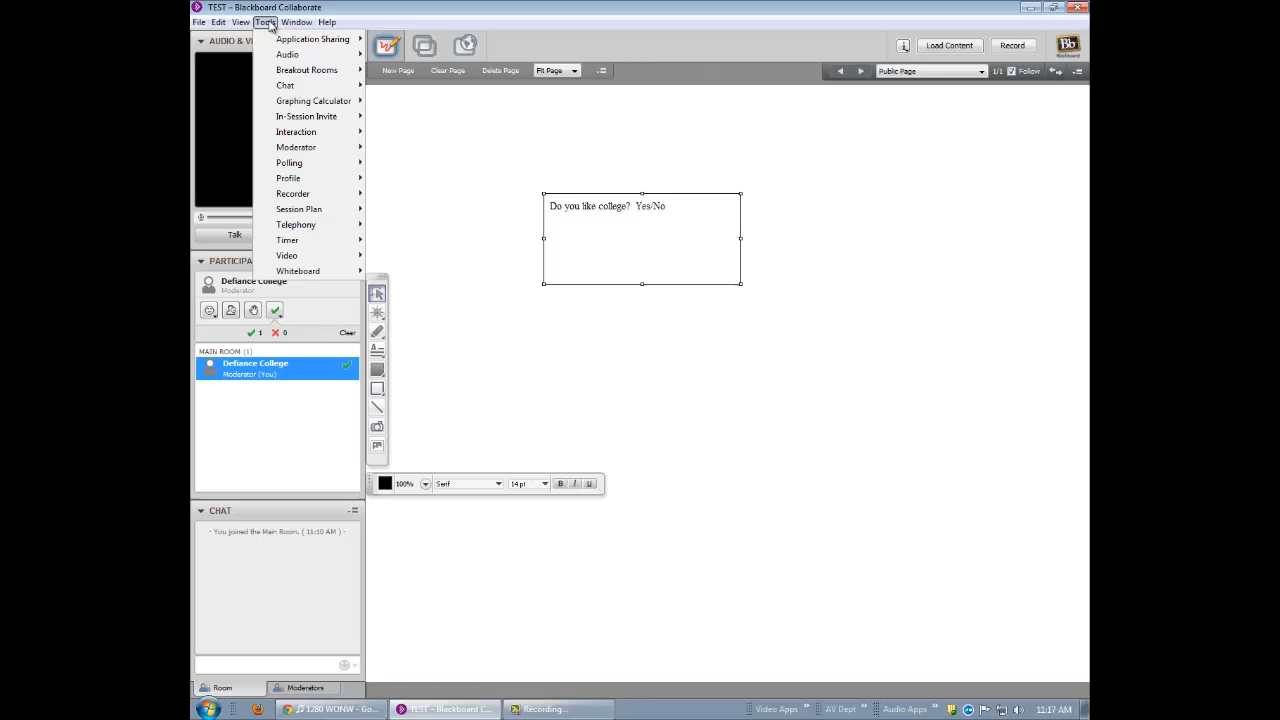 TEST – Blackboard Collaborate
File Edit View Tools Window Help
AUDIO & VI
Application Sharing
Audio
Breakout Rooms
Chat
Graphing Calculator
In-Session Invite
Interaction
Moderator
Polling
Profile
Recorder
Session Plan
Telephony
Timer
Video
Whiteboard
Load Content
Record
Bb
Blackboard
New Page Clear Page Delete Page Fit Page
Public Page 1/1 Follow
Do you like college? Yes/No
Talk
PARTICIPA
Defiance College
Moderator
1 0 Clear
MAIN ROOM (1)
Defiance College
Moderator (You)
A
100% Serif 14 pt B I U
CHAT
- You joined the Main Room. ( 11:10 AM ) -
Room Moderators
1280 WONW - Go... TEST – Blackboard C... Recording... Video Apps » AV Dept » Audio Apps » 11:17 AM